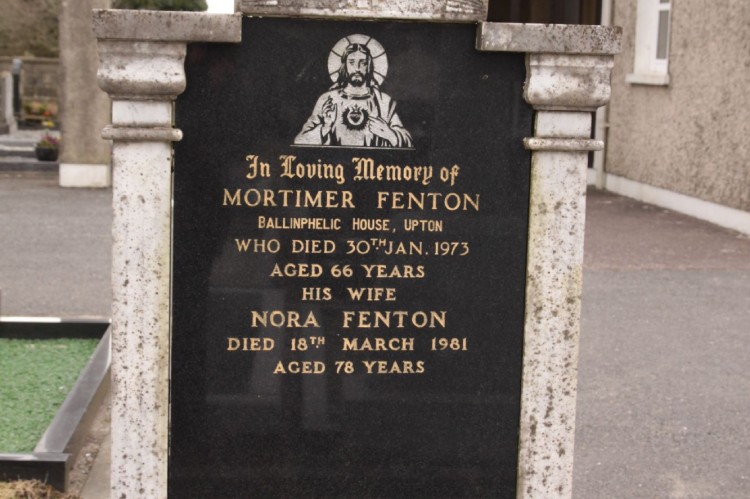 In Loving Memory of
MORTIMER FENTON
BALLINPHELIC HOUSE, UPTON
WHO DIED 30TH JAN. 1973
AGED 66 YEARS
HIS WIFE
NORA FENTON
DIED 18TH MARCH 1981
AGED 78 YEARS